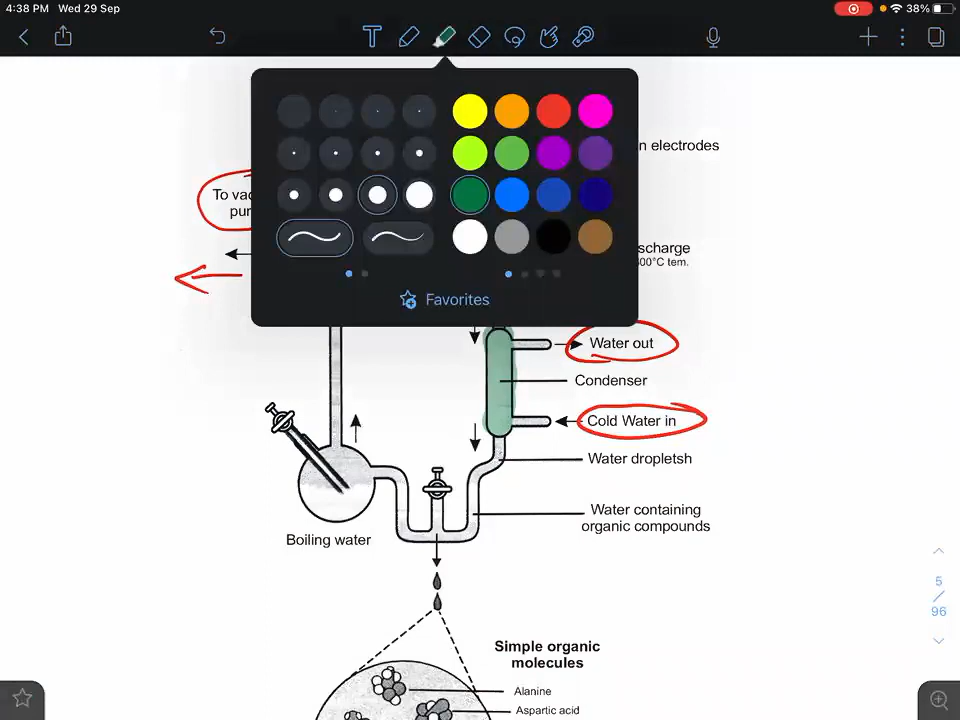 4:38 PM Wed 29 Sep
38%
T
Favorites
n electrodes
To va
pur
scharge
00°C tem.
Water out
Condenser
Cold Water in
Water dropletsh
Water containing
organic compounds
Boiling water
5
/
96
Simple organic
molecules
Alanine
Aspartic acid